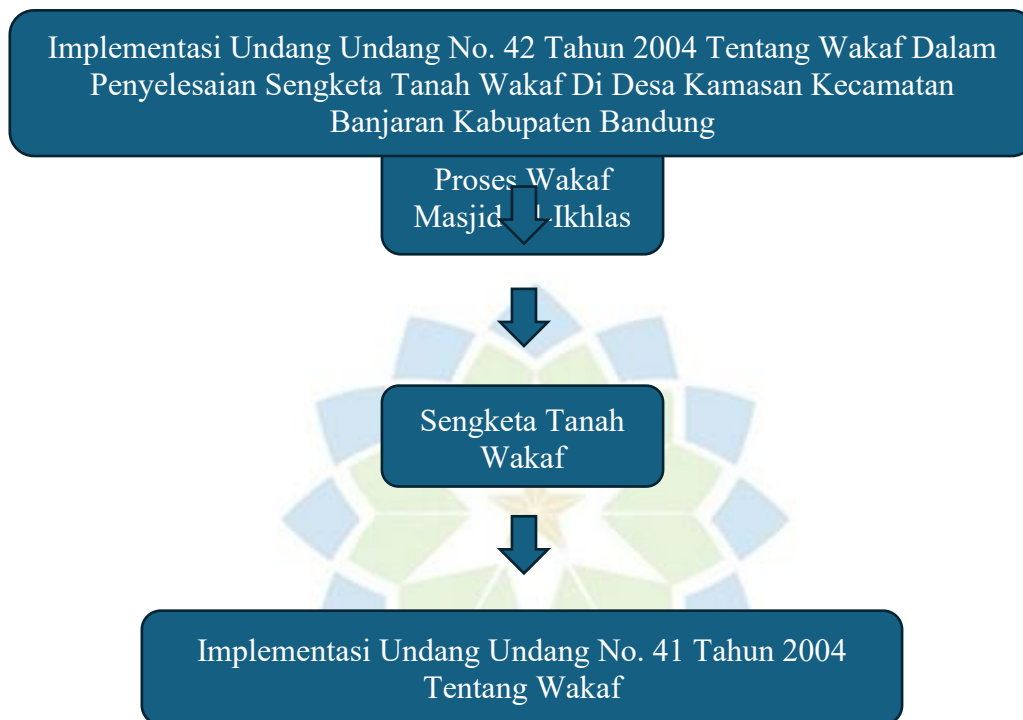 Implementasi Undang Undang No. 42 Tahun 2004 Tentang Wakaf Dalam
Penyelesaian Sengketa Tanah Wakaf Di Desa Kamasan Kecamatan
Banjaran Kabupaten Bandung
Proses Wakaf
Masjid -Ikhlas
Sengketa Tanah
Wakaf
Implementasi Undang Undang No. 41 Tahun 2004
Tentang Wakaf